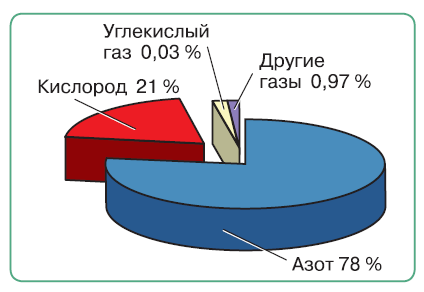 Углекислый
газ 0,03 %
Другие
газы 0,97 %
Кислород 21 %
Азот 78 %